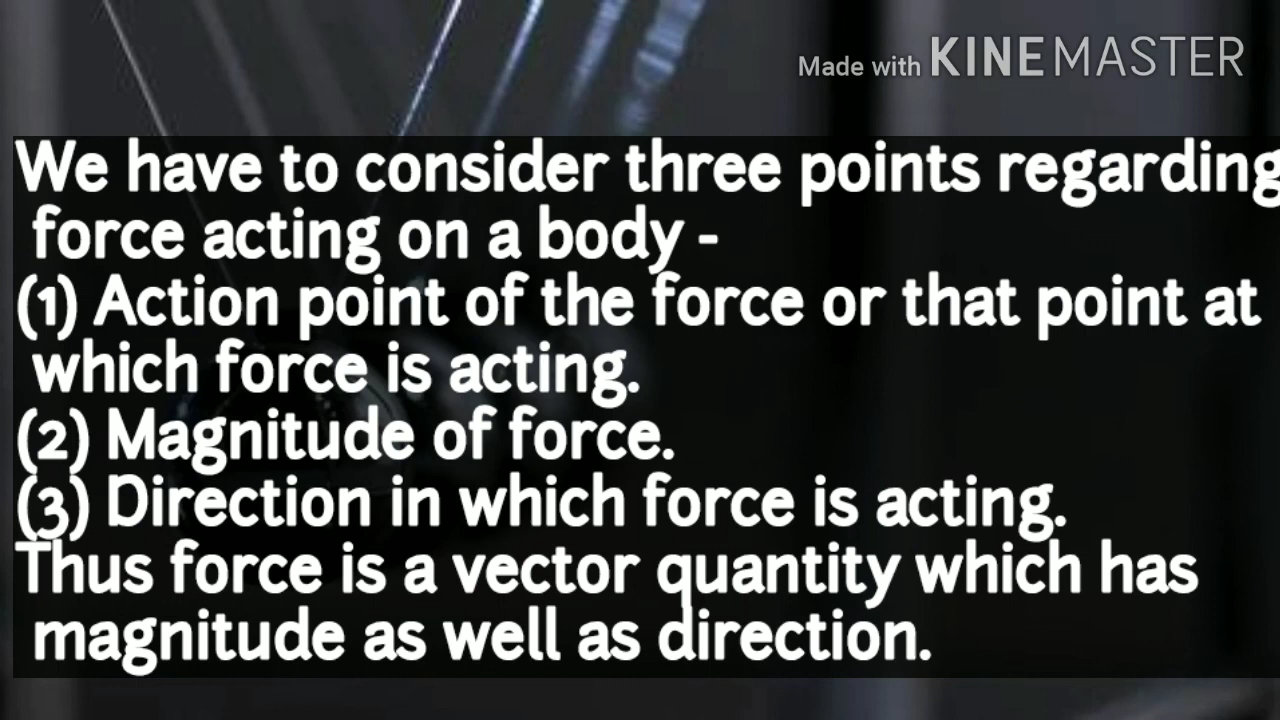 Made with KINEMASTER
We have to consider three points regarding
force acting on a body -
(1) Action point of the force or that point at
which force is acting.
(2) Magnitude of force.
(3) Direction in which force is acting.
Thus force is a vector quantity which has
magnitude as well as direction.